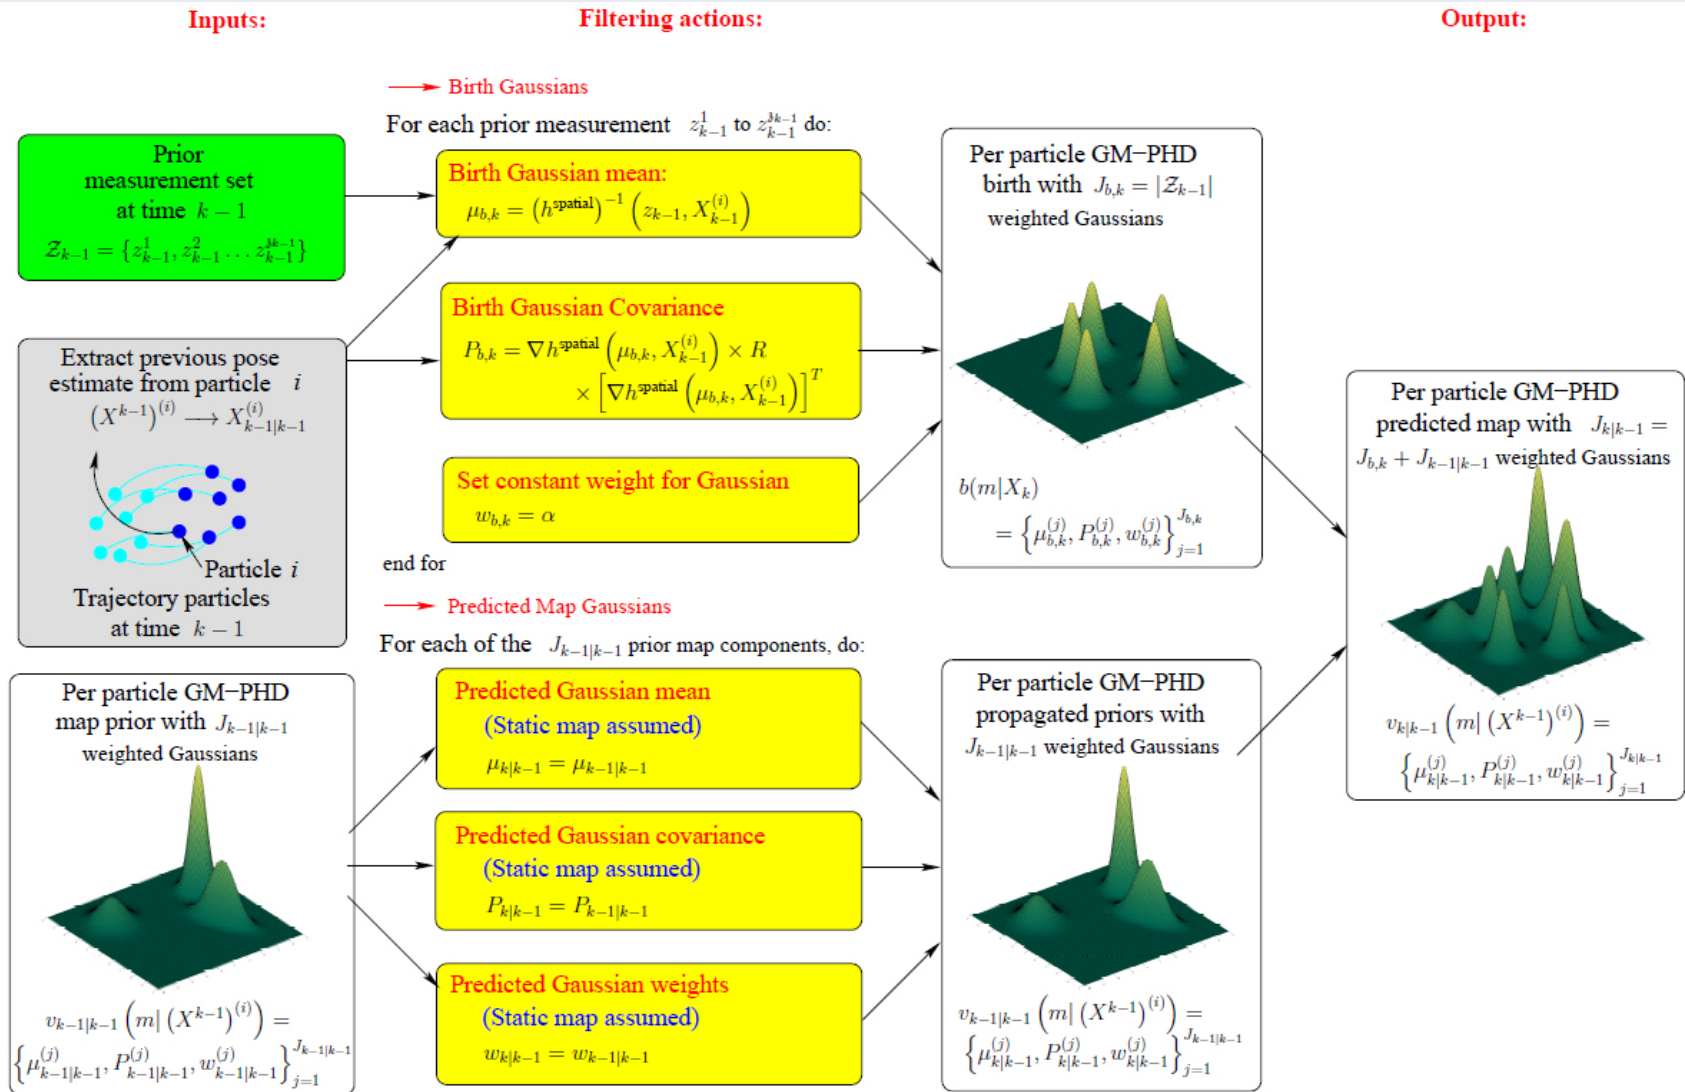 Inputs:
Filtering actions:
Output:
Birth Gaussians
For each prior measurement z^1_{k-1} to z^{𝔷_{k-1}}_{k-1} do:
Prior
measurement set
at time k − 1
𝒵_{k-1} = {z^1_{k-1}, z^2_{k-1} … z^{𝔷_{k-1}}_{k-1}}
Extract previous pose
estimate from particle i
(X^{k-1})^{(i)} ⟶ X^{(i)}_{k-1|k-1}
Particle i
Trajectory particles
at time k − 1
Per particle GM−PHD
map prior with J_{k-1|k-1}
weighted Gaussians
v_{k-1|k-1} (m| (X^{k-1})^{(i)}) =
{μ^{(j)}_{k-1|k-1}, P^{(j)}_{k-1|k-1}, w^{(j)}_{k-1|k-1}}^{J_{k-1|k-1}}_{j=1}
Birth Gaussian mean:
μ_{b,k} = (h^{spatial})^{-1} (z_{k-1}, X^{(i)}_{k-1})
Birth Gaussian Covariance
P_{b,k} = ∇h^{spatial} (μ_{b,k}, X^{(i)}_{k-1}) × R
× [∇h^{spatial} (μ_{b,k}, X^{(i)}_{k-1})]^T
Set constant weight for Gaussian
w_{b,k} = α
end for
Predicted Map Gaussians
For each of the J_{k-1|k-1} prior map components, do:
Predicted Gaussian mean
(Static map assumed)
μ_{k|k-1} = μ_{k-1|k-1}
Predicted Gaussian covariance
(Static map assumed)
P_{k|k-1} = P_{k-1|k-1}
Predicted Gaussian weights
(Static map assumed)
w_{k|k-1} = w_{k-1|k-1}
Per particle GM−PHD
birth with J_{b,k} = |𝒵_{k-1}|
weighted Gaussians
b(m|X_k)
= {μ^{(j)}_{b,k}, P^{(j)}_{b,k}, w^{(j)}_{b,k}}^{J_{b,k}}_{j=1}
Per particle GM−PHD
propagated priors with
J_{k-1|k-1} weighted Gaussians
v_{k-1|k-1} (m| (X^{k-1})^{(i)}) =
{μ^{(j)}_{k|k-1}, P^{(j)}_{k|k-1}, w^{(j)}_{k|k-1}}^{J_{k-1|k-1}}_{j=1}
Per particle GM−PHD
predicted map with J_{k|k-1} =
J_{b,k} + J_{k-1|k-1} weighted Gaussians
v_{k|k-1} (m| (X^{k-1})^{(i)}) =
{μ^{(j)}_{k|k-1}, P^{(j)}_{k|k-1}, w^{(j)}_{k|k-1}}^{J_{k|k-1}}_{j=1}